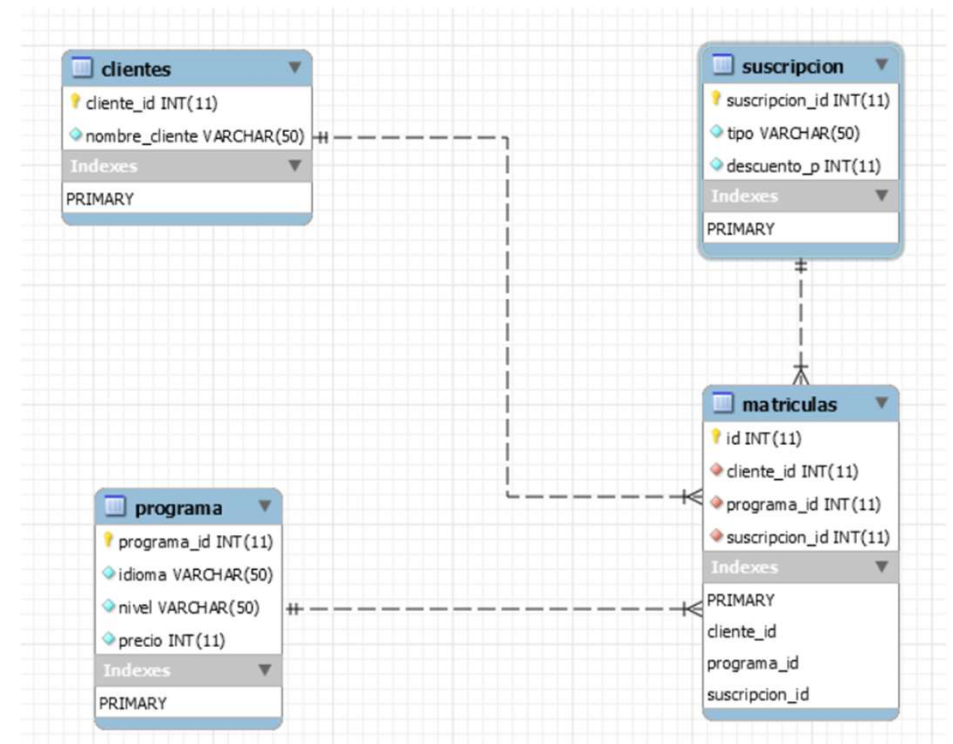 clientes
cliente_id INT(11)
nombre_cliente VARCHAR(50)
Indexes
PRIMARY
suscripcion
suscripcion_id INT(11)
tipo VARCHAR(50)
descuento_p INT(11)
Indexes
PRIMARY
programa
programa_id INT(11)
idioma VARCHAR(50)
nivel VARCHAR(50)
precio INT(11)
Indexes
PRIMARY
matriculas
id INT(11)
cliente_id INT(11)
programa_id INT(11)
suscripcion_id INT(11)
Indexes
PRIMARY
cliente_id
programa_id
suscripcion_id